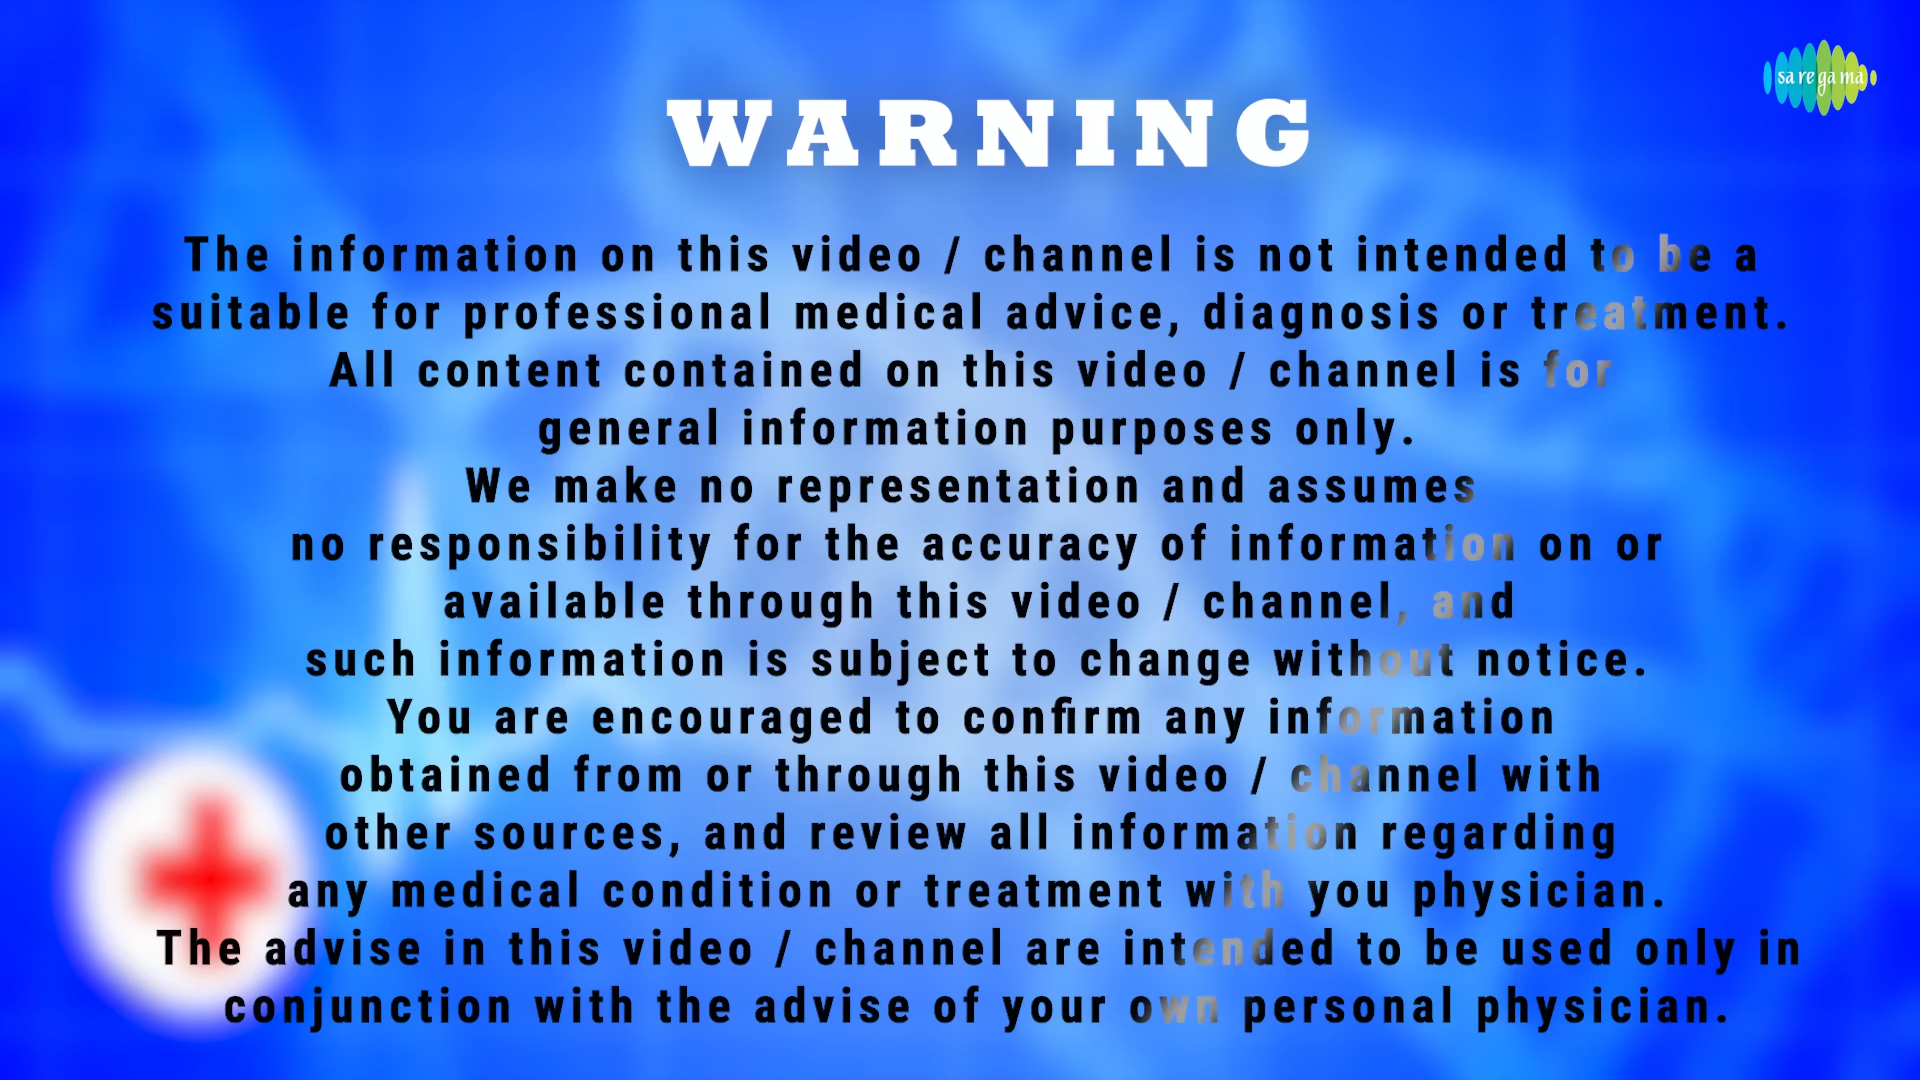 sa re ga ma
WARNING
The information on this video / channel is not intended to be a
suitable for professional medical advice, diagnosis or treatment.
All content contained on this video / channel is for
general information purposes only.
We make no representation and assumes
no responsibility for the accuracy of information on or
available through this video / channel, and
such information is subject to change without notice.
You are encouraged to confirm any information
obtained from or through this video / channel with
other sources, and review all information regarding
any medical condition or treatment with you physician.
The advise in this video / channel are intended to be used only in
conjunction with the advise of your own personal physician.